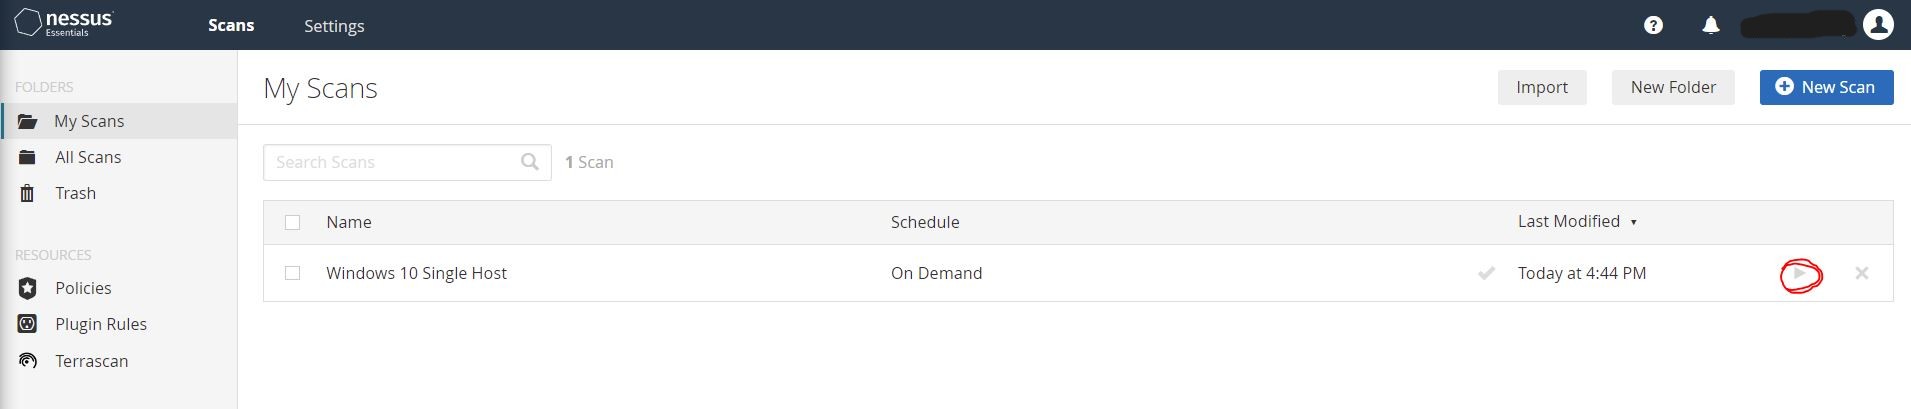 nessus
Essentials
Scans
Settings
FOLDERS
My Scans
All Scans
Trash
RESOURCES
Policies
Plugin Rules
Terrascan
My Scans
Import
New Folder
New Scan
Search Scans
1 Scan
Name Schedule Last Modified
Windows 10 Single Host On Demand Today at 4:44 PM